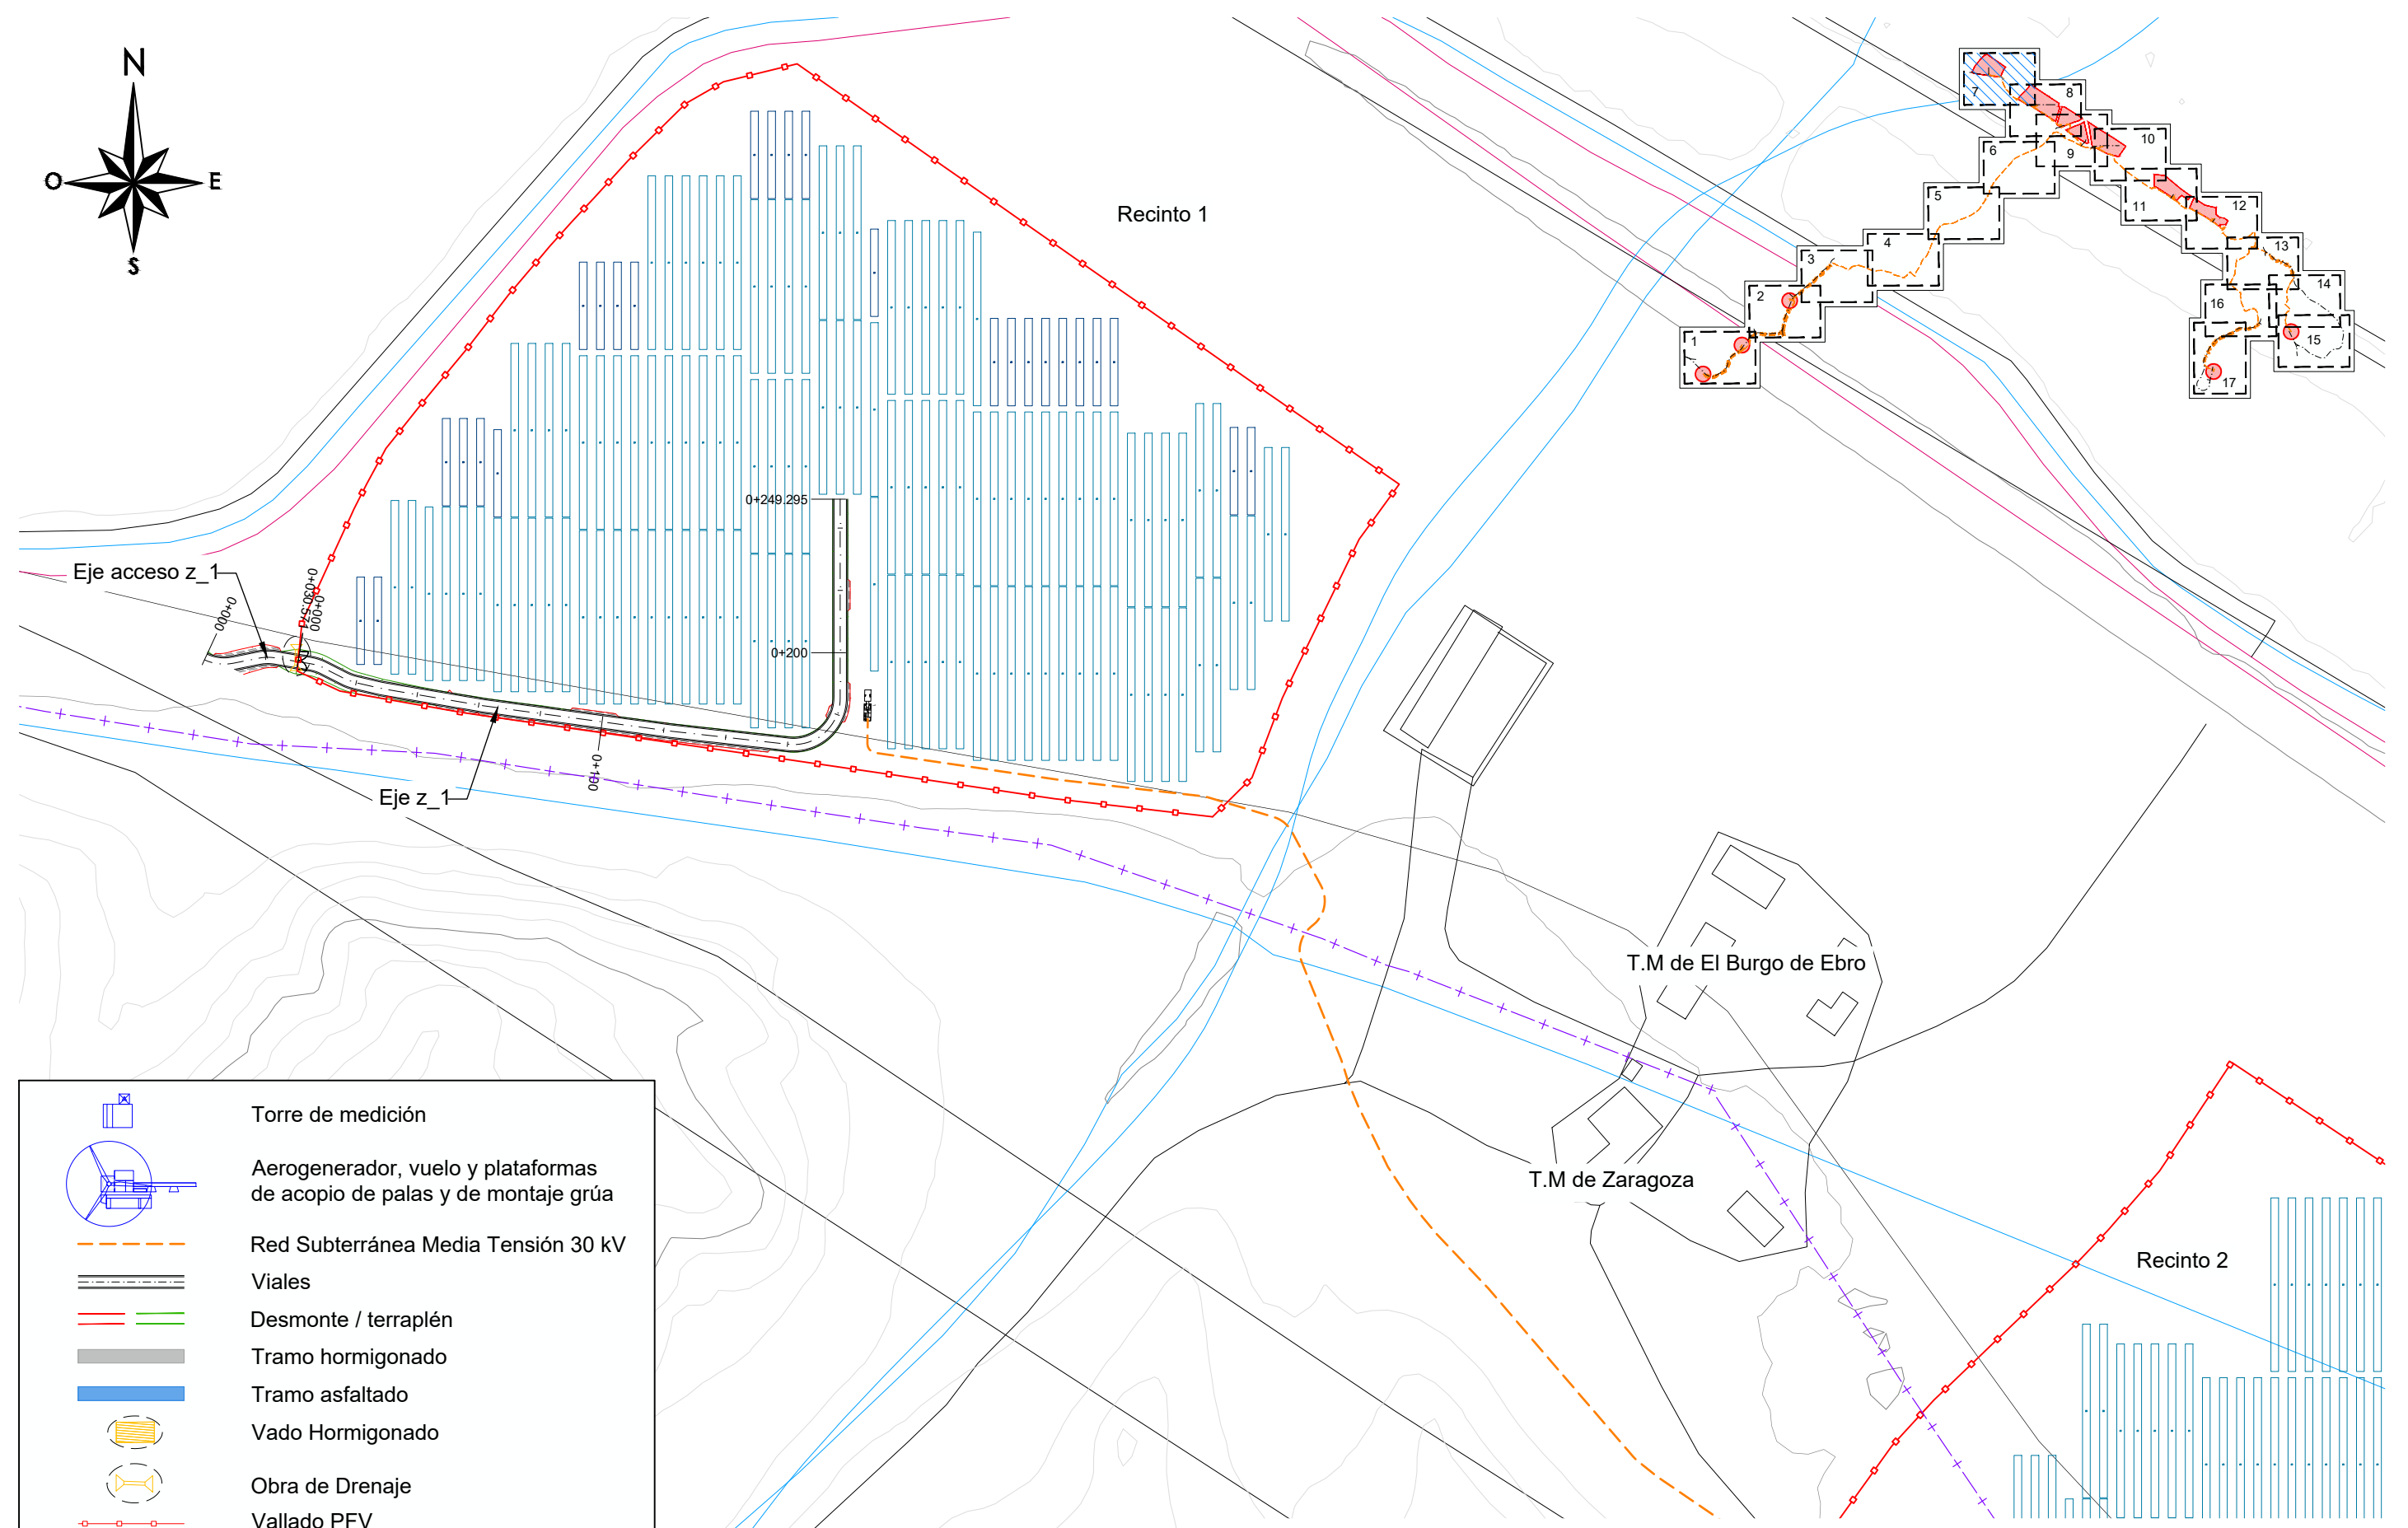 N
O
E
S
Recinto 1
7
8
9
10
6
5
4
3
2
1
11
12
13
14
16
15
17
0+249.295
Eje acceso z_1
0+000
0+030.571
0+000
0+200
0+100
Eje z_1
T.M de El Burgo de Ebro
T.M de Zaragoza
Recinto 2
Torre de medición
Aerogenerador, vuelo y plataformas
de acopio de palas y de montaje grúa
Red Subterránea Media Tensión 30 kV
Viales
Desmonte / terraplén
Tramo hormigonado
Tramo asfaltado
Vado Hormigonado
Obra de Drenaje
Vallado PFV